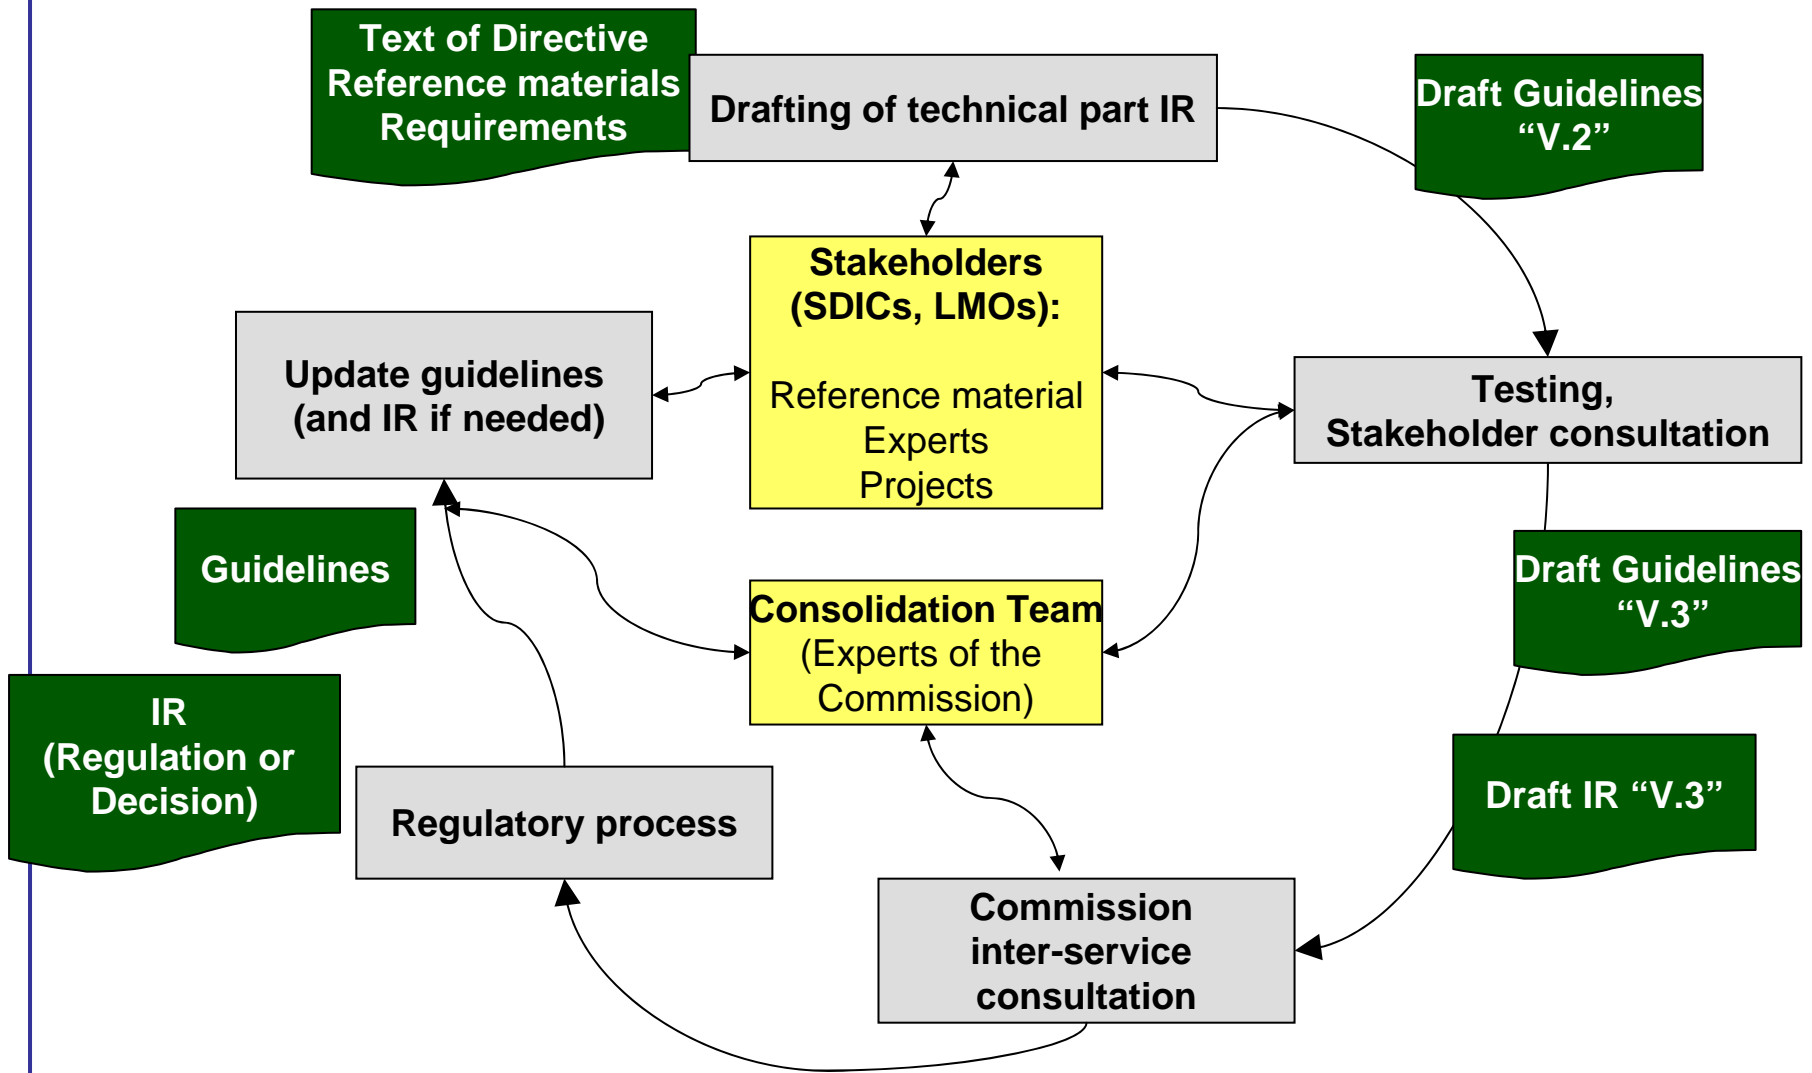 Text of Directive
Reference materials
Requirements
Drafting of technical part IR
Draft Guidelines
“V.2”
Stakeholders
(SDICs, LMOs):
Reference material
Experts
Projects
Update guidelines
(and IR if needed)
Testing,
Stakeholder consultation
Guidelines
Draft Guidelines
“V.3”
Consolidation Team
(Experts of the
Commission)
IR
(Regulation or
Decision)
Regulatory process
Draft IR “V.3”
Commission
inter-service
consultation